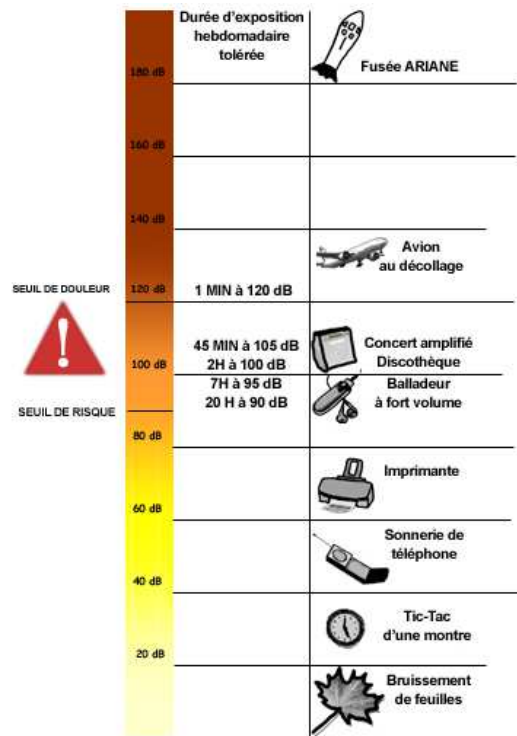 Durée d'exposition
hebdomadaire
tolérée
Fusée ARIANE
180 dB
160 dB
140 dB
Avion
au décollage
SEUIL DE DOULEUR
120 dB
1 MIN à 120 dB
45 MIN à 105 dB
2H à 100 dB
Concert amplifié
Discothèque
100 dB
7H à 95 dB
20 H à 90 dB
Balladeur
à fort volume
SEUIL DE RISQUE
80 dB
Imprimante
60 dB
Sonnerie de
téléphone
40 dB
Tic-Tac
d'une montre
20 dB
Bruissement
de feuilles